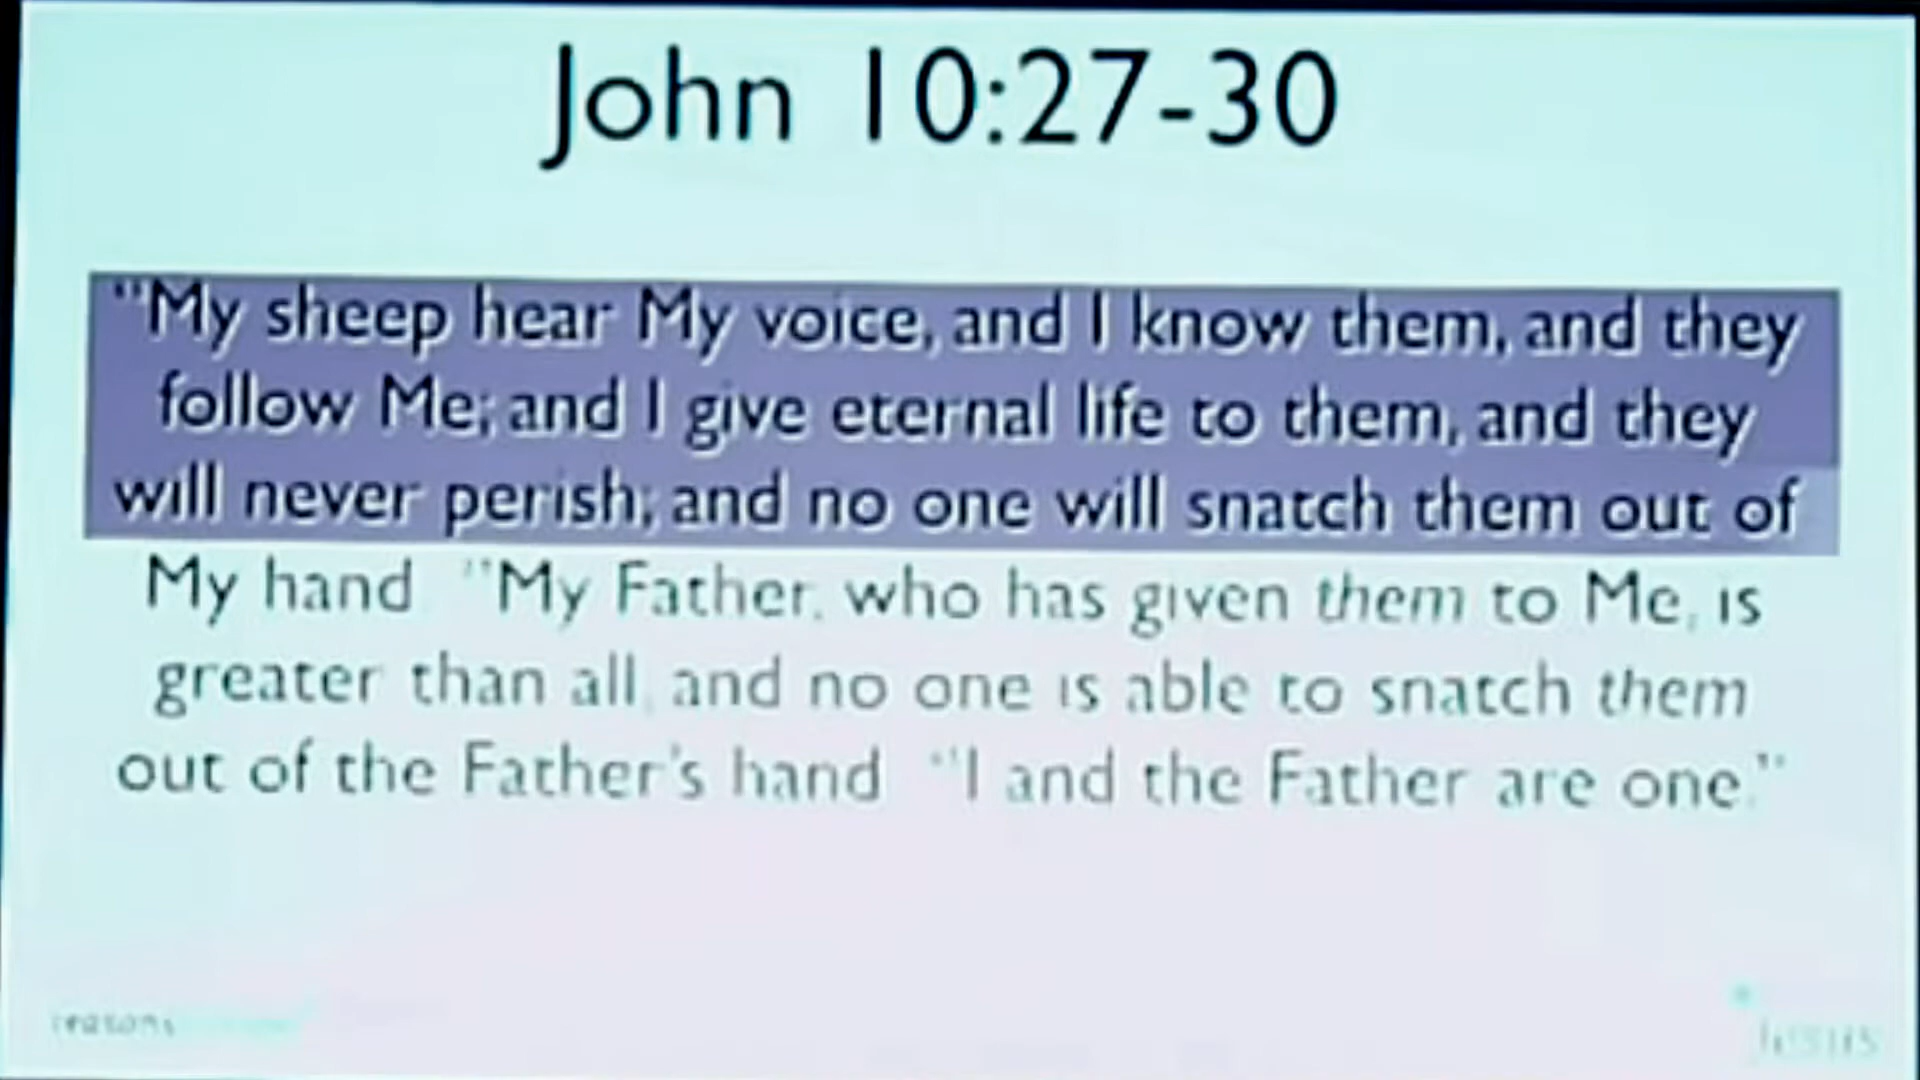 John 10:27-30
"My sheep hear My voice, and I know them, and they
follow Me; and I give eternal life to them, and they
will never perish; and no one will snatch them out of
My hand "My Father, who has given them to Me, is
greater than all, and no one is able to snatch them
out of the Father's hand "I and the Father are one."
reasons
Jesus